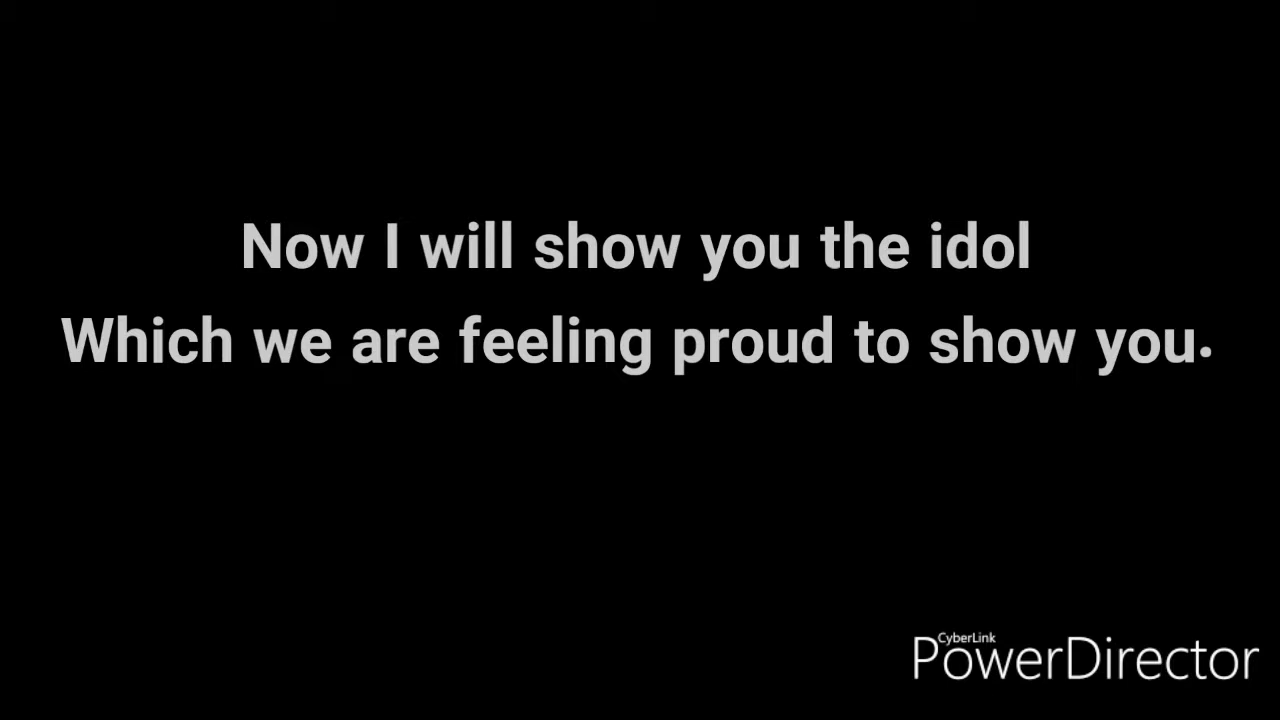 Now I will show you the idol
Which we are feeling proud to show you.
CyberLink
PowerDirector